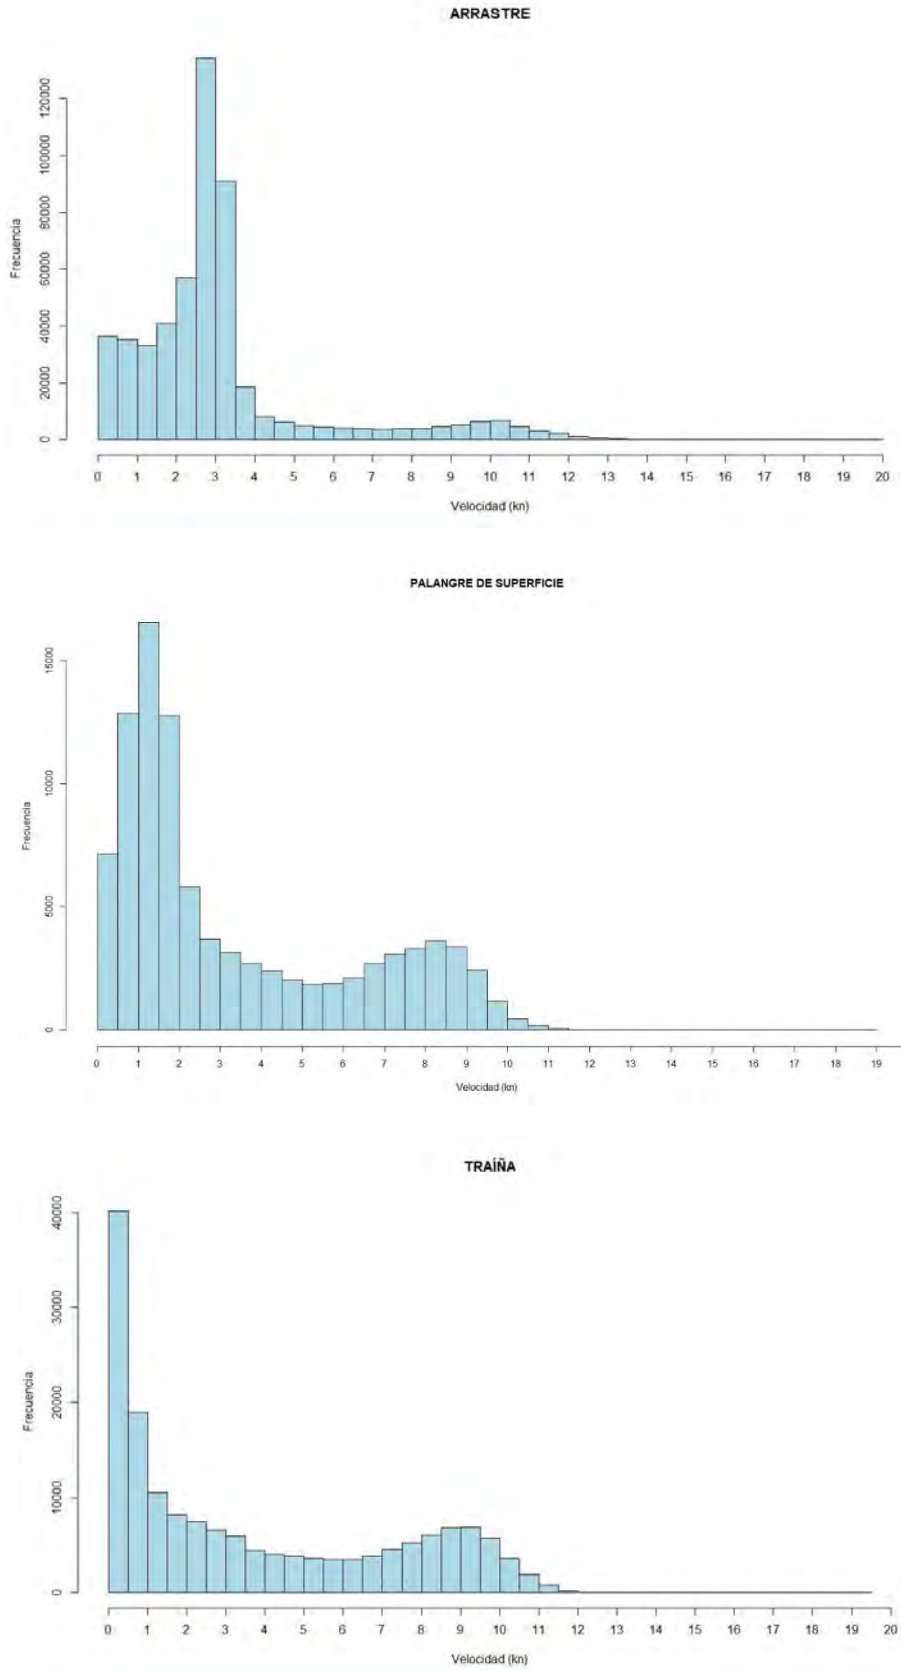 ARRASTRE
Frecuencia
120000
100000
80000
60000
40000
20000
0
0 1 2 3 4 5 6 7 8 9 10 11 12 13 14 15 16 17 18 19 20
Velocidad (kn)
PALANGRE DE SUPERFICIE
Frecuencia
15000
10000
5000
0
0 1 2 3 4 5 6 7 8 9 10 11 12 13 14 15 16 17 18 19
Velocidad (kn)
TRAÍÑA
Frecuencia
40000
30000
20000
10000
0
0 1 2 3 4 5 6 7 8 9 10 11 12 13 14 15 16 17 18 19 20
Velocidad (kn)